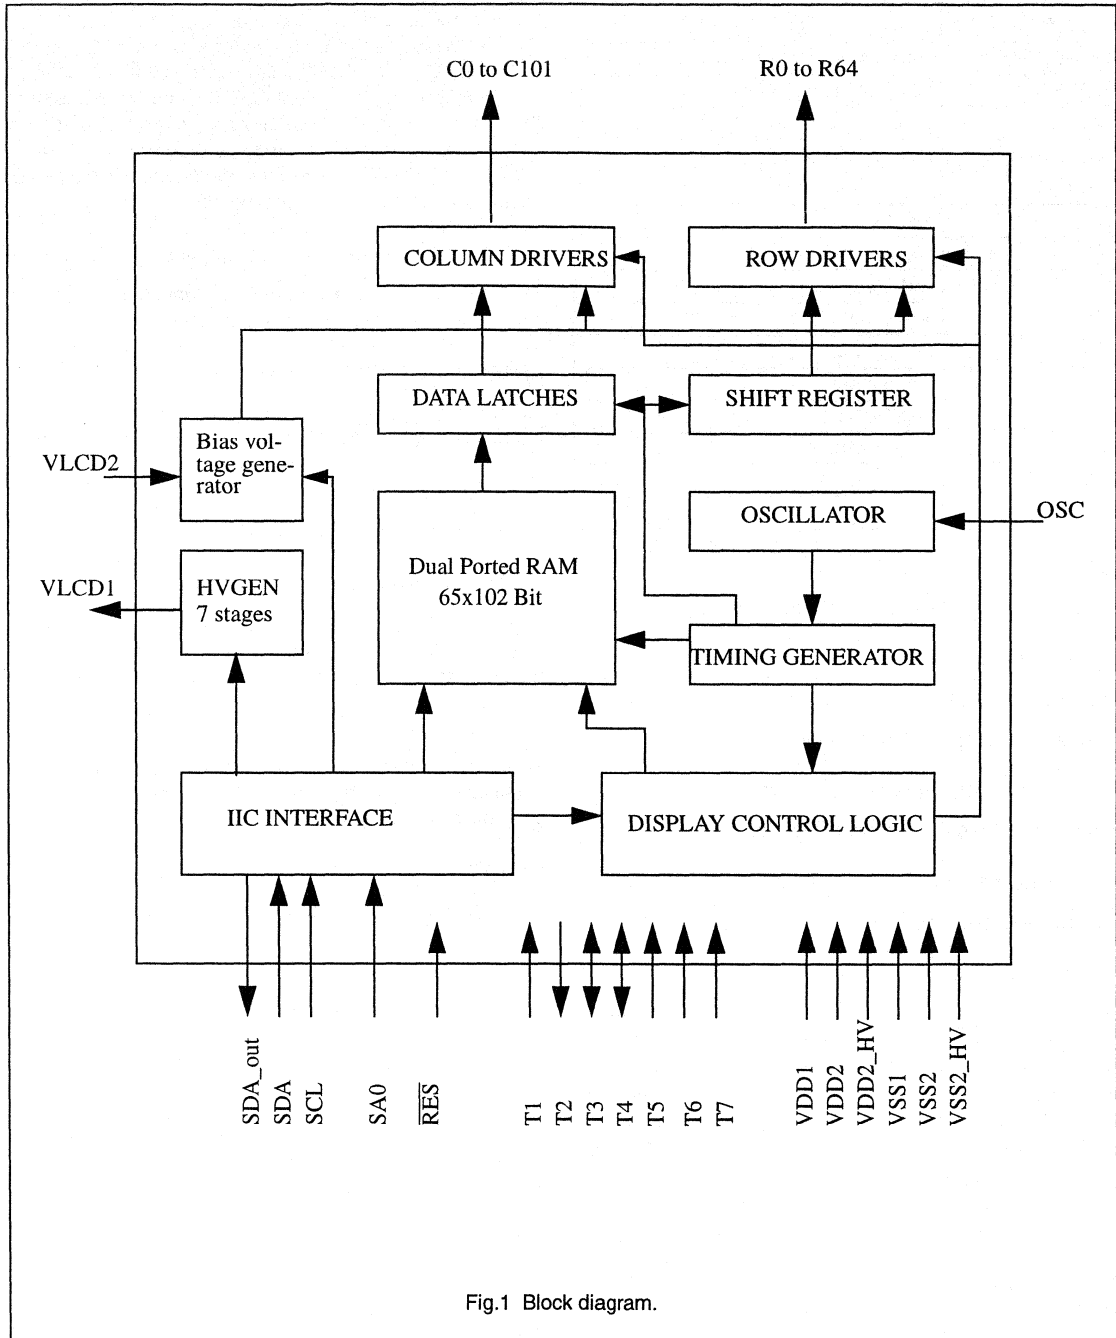 C0 to C101
R0 to R64
COLUMN DRIVERS
ROW DRIVERS
DATA LATCHES
SHIFT REGISTER
Bias vol-
tage gene-
rator
VLCD2
OSCILLATOR
OSC
Dual Ported RAM
65x102 Bit
VLCD1
HVGEN
7 stages
TIMING GENERATOR
IIC INTERFACE
DISPLAY CONTROL LOGIC
SDA_out
SDA
SCL
SA0
RES
T1
T2
T3
T4
T5
T6
T7
VDD1
VDD2
VDD2_HV
VSS1
VSS2
VSS2_HV
Fig.1 Block diagram.